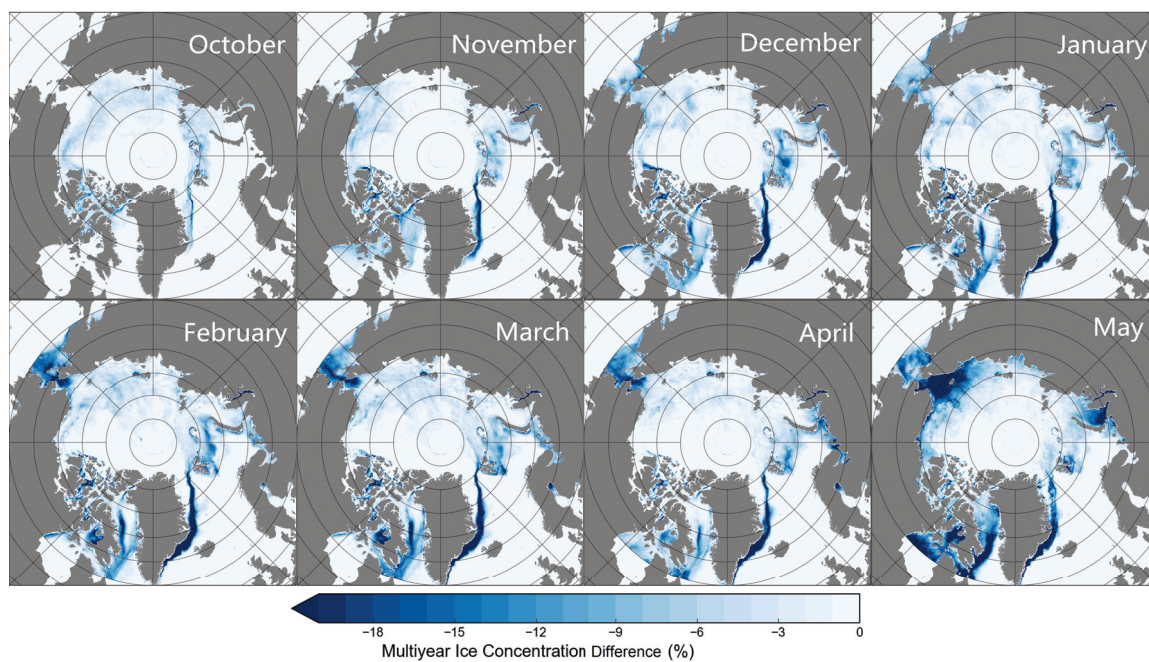 October
November
December
January
February
March
April
May
−18
−15
−12
−9
−6
−3
0
Multiyear Ice Concentration Difference (%)